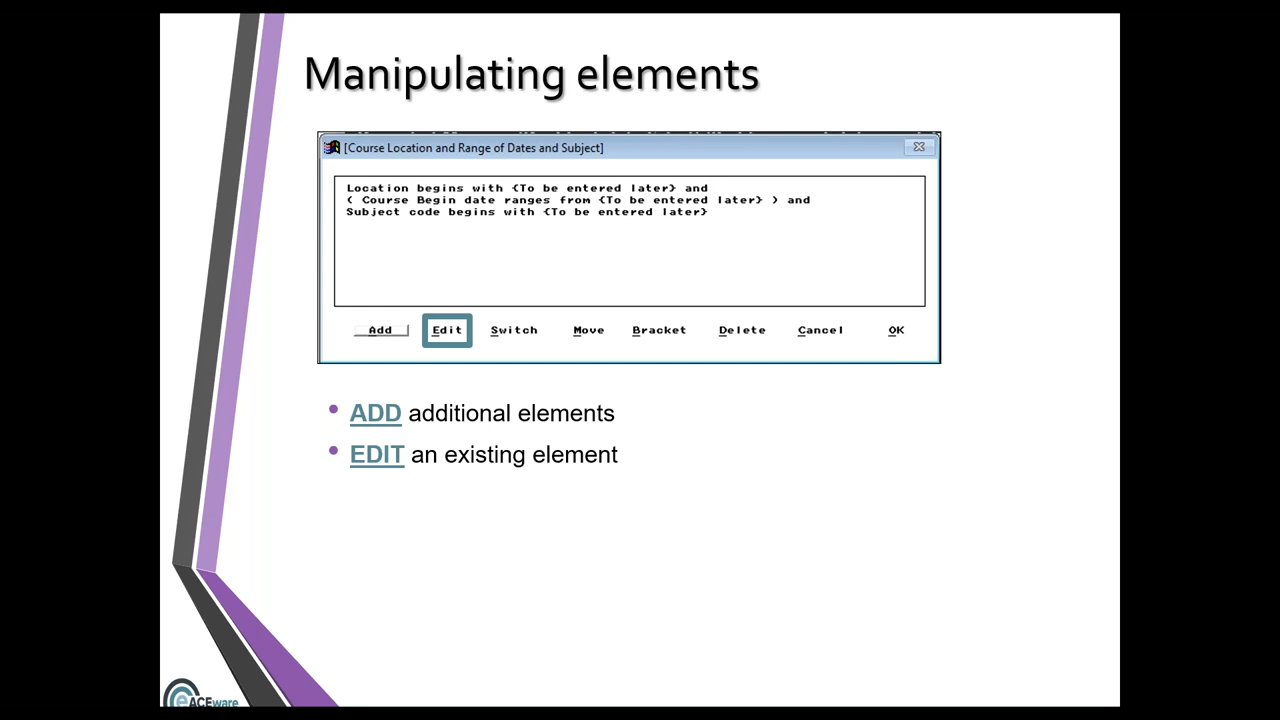 Manipulating elements
[Course Location and Range of Dates and Subject]
Location begins with {To be entered later} and
( Course Begin date ranges from {To be entered later} ) and
Subject code begins with {To be entered later}
Add Edit Switch Move Bracket Delete Cancel OK
• ADD additional elements
• EDIT an existing element
eACEware